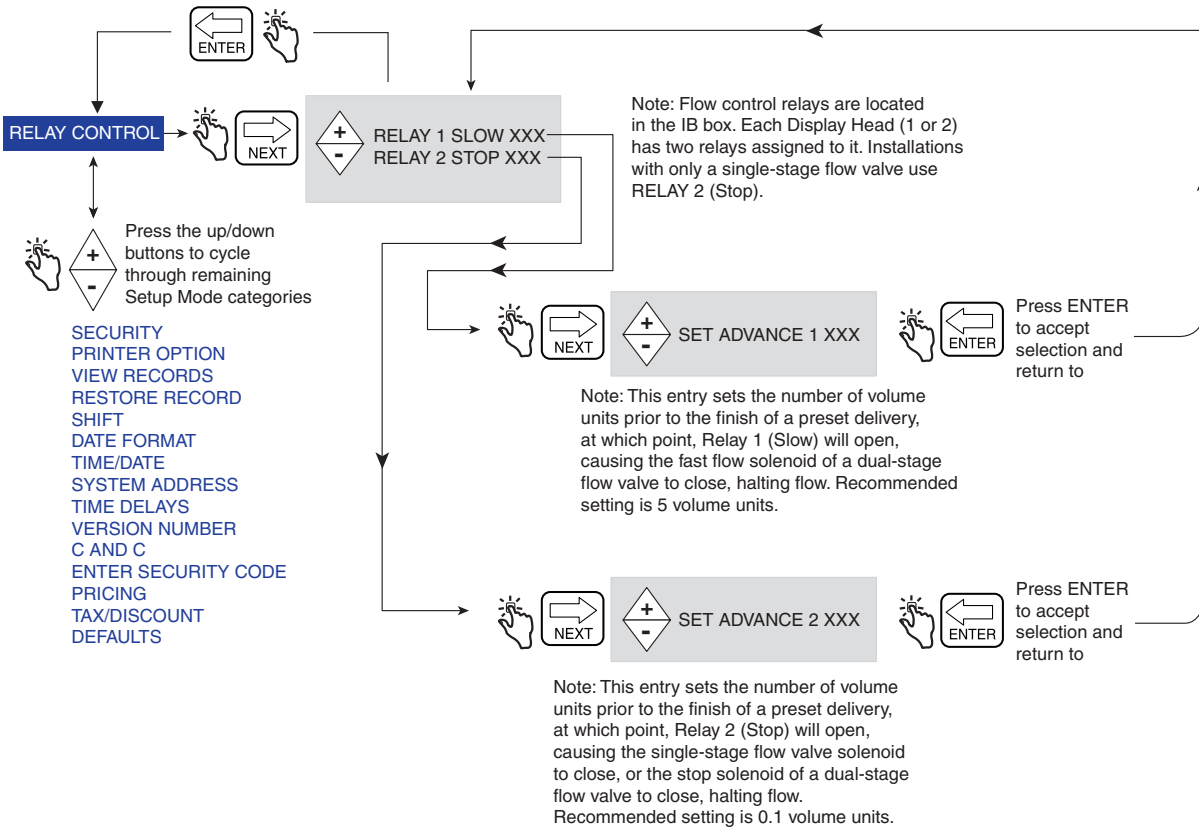 ENTER
RELAY CONTROL
NEXT
+
-
RELAY 1 SLOW XXX
RELAY 2 STOP XXX
Note: Flow control relays are located
in the IB box. Each Display Head (1 or 2)
has two relays assigned to it. Installations
with only a single-stage flow valve use
RELAY 2 (Stop).
+
-
Press the up/down
buttons to cycle
through remaining
Setup Mode categories
SECURITY
PRINTER OPTION
VIEW RECORDS
RESTORE RECORD
SHIFT
DATE FORMAT
TIME/DATE
SYSTEM ADDRESS
TIME DELAYS
VERSION NUMBER
C AND C
ENTER SECURITY CODE
PRICING
TAX/DISCOUNT
DEFAULTS
NEXT
+
-
SET ADVANCE 1 XXX
ENTER
Press ENTER
to accept
selection and
return to
Note: This entry sets the number of volume
units prior to the finish of a preset delivery,
at which point, Relay 1 (Slow) will open,
causing the fast flow solenoid of a dual-stage
flow valve to close, halting flow. Recommended
setting is 5 volume units.
NEXT
+
-
SET ADVANCE 2 XXX
ENTER
Press ENTER
to accept
selection and
return to
Note: This entry sets the number of volume
units prior to the finish of a preset delivery,
at which point, Relay 2 (Stop) will open,
causing the single-stage flow valve solenoid
to close, or the stop solenoid of a dual-stage
flow valve to close, halting flow.
Recommended setting is 0.1 volume units.